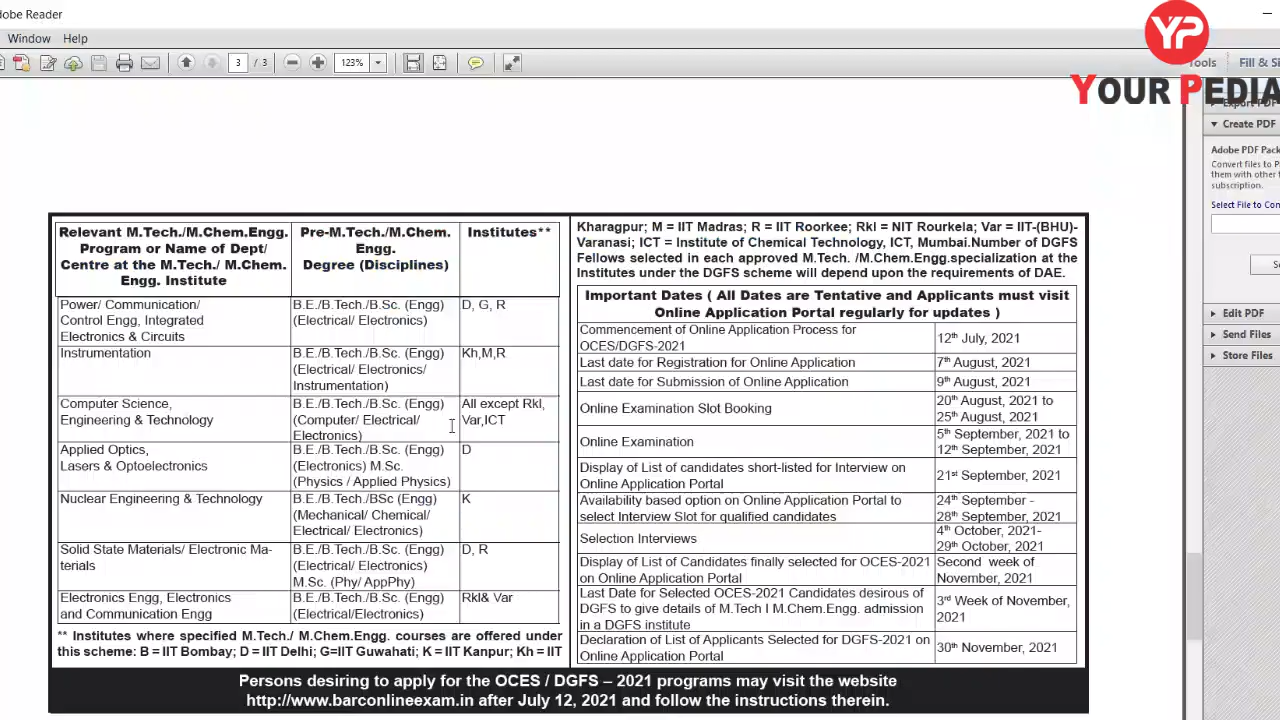 dobe Reader
Window Help
3 / 3
123%
YP
YOUR PEDIA
Tools
Fill & Si
Export PDF
Create PDF
Adobe PDF Pack
Convert files to P
them with other
subscription.
Select File to Con
Se
Edit PDF
Send Files
Store Files
Relevant M.Tech./M.Chem.Engg.
Program or Name of Dept/
Centre at the M.Tech./ M.Chem.
Engg. Institute
Pre-M.Tech./M.Chem.
Engg.
Degree (Disciplines)
Institutes**
Power/ Communication/
Control Engg, Integrated
Electronics & Circuits
B.E./B.Tech./B.Sc. (Engg)
(Electrical/ Electronics)
D, G, R
Instrumentation
B.E./B.Tech./B.Sc. (Engg)
(Electrical/ Electronics/
Instrumentation)
Kh,M,R
Computer Science,
Engineering & Technology
B.E./B.Tech./B.Sc. (Engg)
(Computer/ Electrical/
Electronics)
All except Rkl,
Var,ICT
Applied Optics,
Lasers & Optoelectronics
B.E./B.Tech./B.Sc. (Engg)
(Electronics) M.Sc.
(Physics / Applied Physics)
D
Nuclear Engineering & Technology
B.E./B.Tech./BSc (Engg)
(Mechanical/ Chemical/
Electrical/ Electronics)
K
Solid State Materials/ Electronic Ma-
terials
B.E./B.Tech./B.Sc. (Engg)
(Electrical/ Electronics)
M.Sc. (Phy/ AppPhy)
D, R
Electronics Engg, Electronics
and Communication Engg
B.E./B.Tech./B.Sc. (Engg)
(Electrical/Electronics)
Rkl& Var
** Institutes where specified M.Tech./ M.Chem.Engg. courses are offered under
this scheme: B = IIT Bombay; D = IIT Delhi; G=IIT Guwahati; K = IIT Kanpur; Kh = IIT
Kharagpur; M = IIT Madras; R = IIT Roorkee; Rkl = NIT Rourkela; Var = IIT-(BHU)-
Varanasi; ICT = Institute of Chemical Technology, ICT, Mumbai.Number of DGFS
Fellows selected in each approved M.Tech. /M.Chem.Engg.specialization at the
Institutes under the DGFS scheme will depend upon the requirements of DAE.
Important Dates ( All Dates are Tentative and Applicants must visit
Online Application Portal regularly for updates )
Commencement of Online Application Process for
OCES/DGFS-2021
12th July, 2021
Last date for Registration for Online Application
7th August, 2021
Last date for Submission of Online Application
9th August, 2021
Online Examination Slot Booking
20th August, 2021 to
25th August, 2021
Online Examination
5th September, 2021 to
12th September, 2021
Display of List of candidates short-listed for Interview on
Online Application Portal
21st September, 2021
Availability based option on Online Application Portal to
select Interview Slot for qualified candidates
24th September -
28th September, 2021
Selection Interviews
4th October, 2021-
29th October, 2021
Display of List of Candidates finally selected for OCES-2021
on Online Application Portal
Second week of
November, 2021
Last Date for Selected OCES-2021 Candidates desirous of
DGFS to give details of M.Tech I M.Chem.Engg. admission
in a DGFS institute
3rd Week of November,
2021
Declaration of List of Applicants Selected for DGFS-2021 on
Online Application Portal
30th November, 2021
Persons desiring to apply for the OCES / DGFS – 2021 programs may visit the website
http://www.barconlineexam.in after July 12, 2021 and follow the instructions therein.